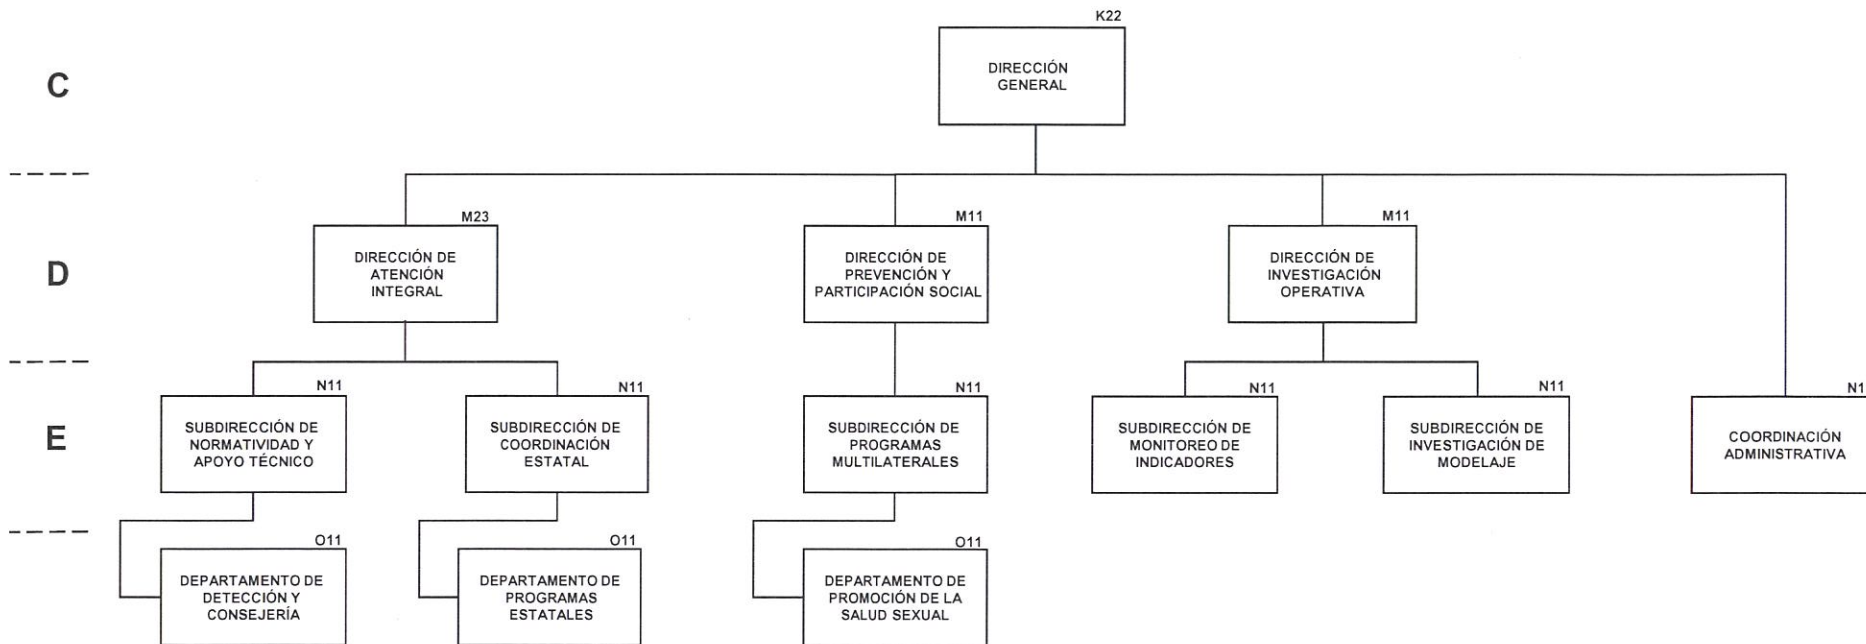 K22
DIRECCIÓN
GENERAL
C
M23
DIRECCIÓN DE
ATENCIÓN
INTEGRAL
M11
DIRECCIÓN DE
PREVENCIÓN Y
PARTICIPACIÓN SOCIAL
M11
DIRECCIÓN DE
INVESTIGACIÓN
OPERATIVA
D
N11
SUBDIRECCIÓN DE
NORMATIVIDAD Y
APOYO TÉCNICO
N11
SUBDIRECCIÓN DE
COORDINACIÓN
ESTATAL
N11
SUBDIRECCIÓN DE
PROGRAMAS
MULTILATERALES
N11
SUBDIRECCIÓN DE
MONITOREO DE
INDICADORES
N11
SUBDIRECCIÓN DE
INVESTIGACIÓN DE
MODELAJE
N1
COORDINACIÓN
ADMINISTRATIVA
E
O11
DEPARTAMENTO DE
DETECCIÓN Y
CONSEJERÍA
O11
DEPARTAMENTO DE
PROGRAMAS
ESTATALES
O11
DEPARTAMENTO DE
PROMOCIÓN DE LA
SALUD SEXUAL